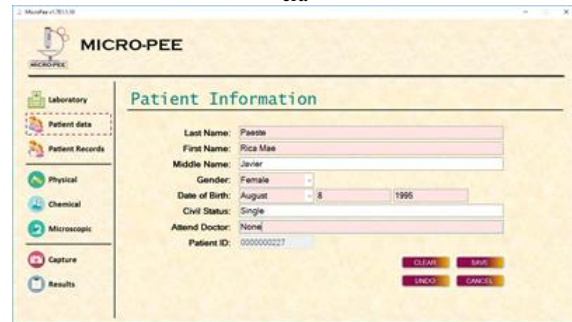 MICRO-PEE
MICRO-PEE
Laboratory
Patient data
Patient Records
Physical
Chemical
Microscopic
Capture
Results
Patient Information
Last Name: Paeste
First Name: Rica Mae
Middle Name: Javier
Gender: Female
Date of Birth: August 8 1995
Civil Status: Single
Attend Doctor: None
Patient ID: 0000000227
CLEAR SAVE
UNDO CANCEL